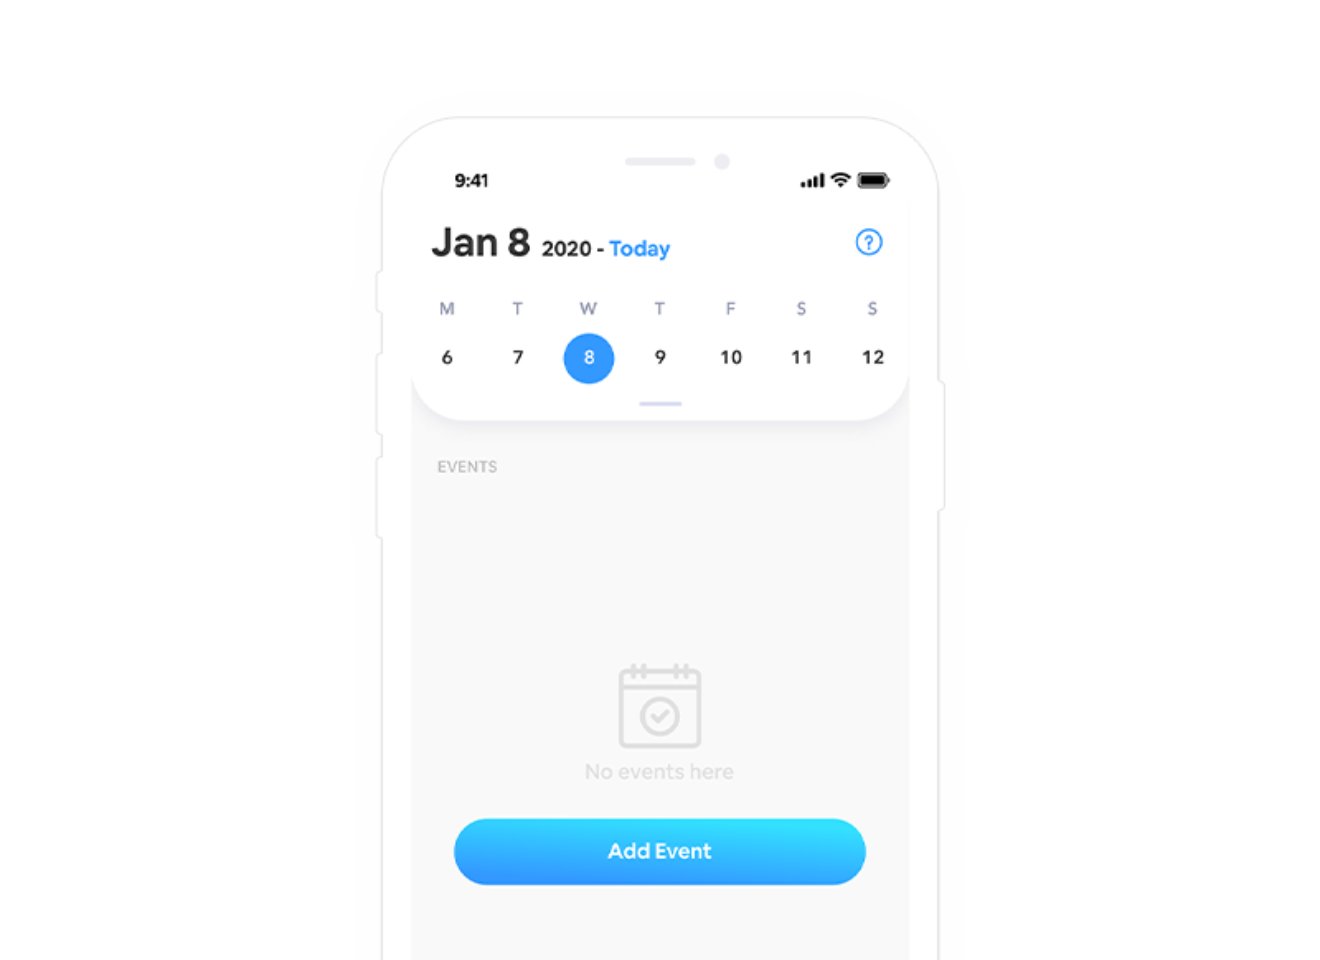 9:41
Jan 8 2020 - Today
?
M T W T F S S
6 7 8 9 10 11 12
EVENTS
No events here
Add Event